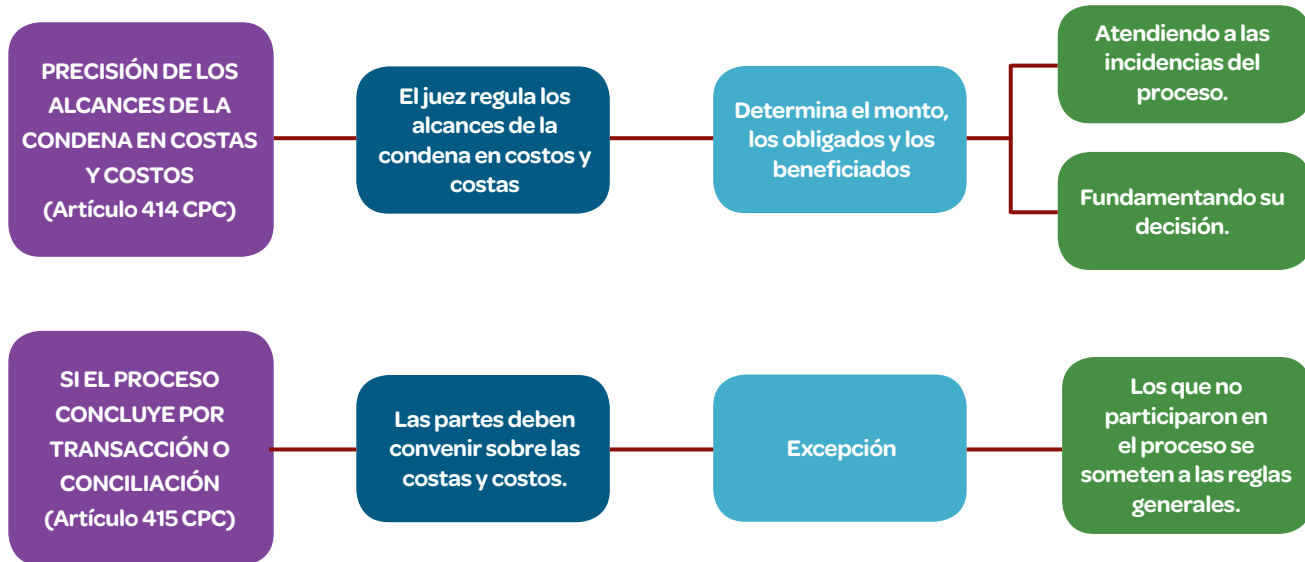 PRECISIÓN DE LOS
ALCANCES DE LA
CONDENA EN COSTAS
Y COSTOS
(Artículo 414 CPC)
El juez regula los
alcances de la
condena en costos y
costas
Determina el monto,
los obligados y los
beneficiados
Atendiendo a las
incidencias del
proceso.
Fundamentando su
decisión.
SI EL PROCESO
CONCLUYE POR
TRANSACCIÓN O
CONCILIACIÓN
(Artículo 415 CPC)
Las partes deben
convenir sobre las
costas y costos.
Excepción
Los que no
participaron en
el proceso se
someten a las reglas
generales.